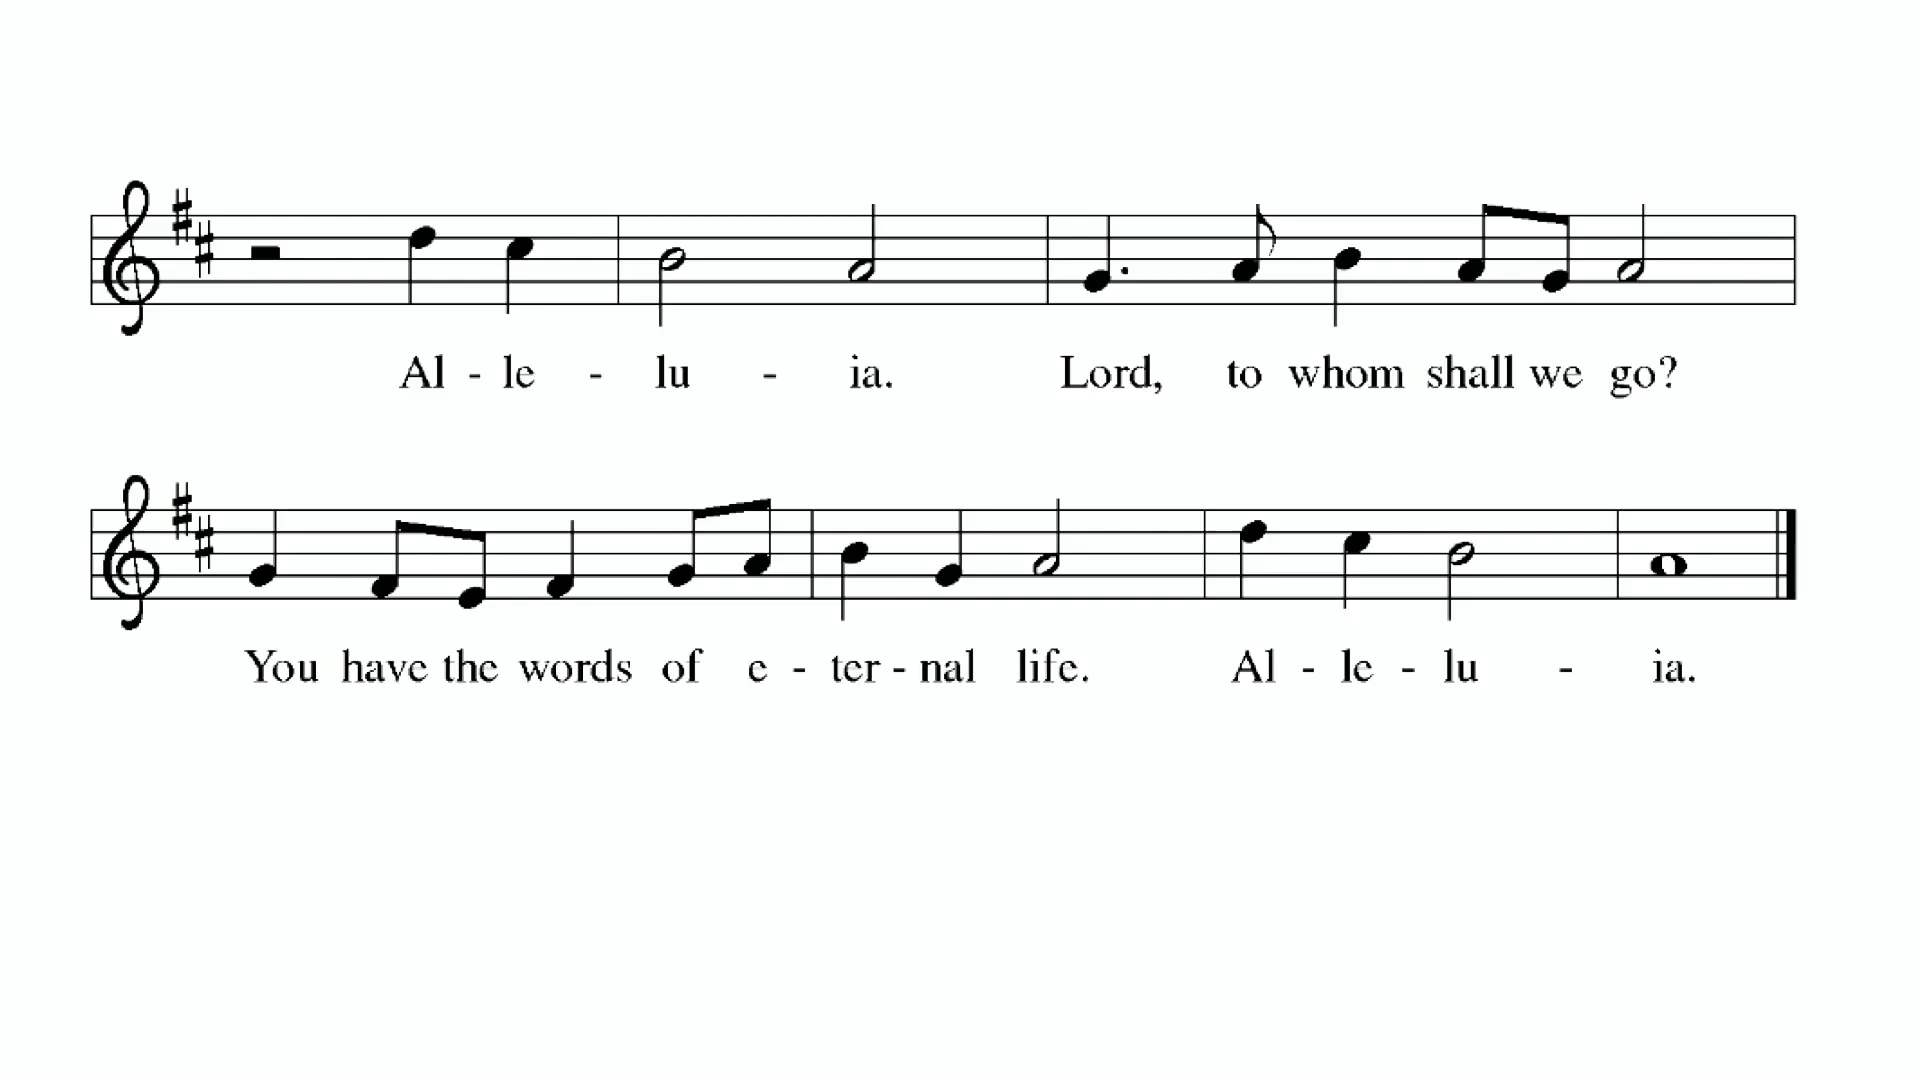 Al - le - lu - ia. Lord, to whom shall we go?
You have the words of e - ter - nal life. Al - le - lu - ia.